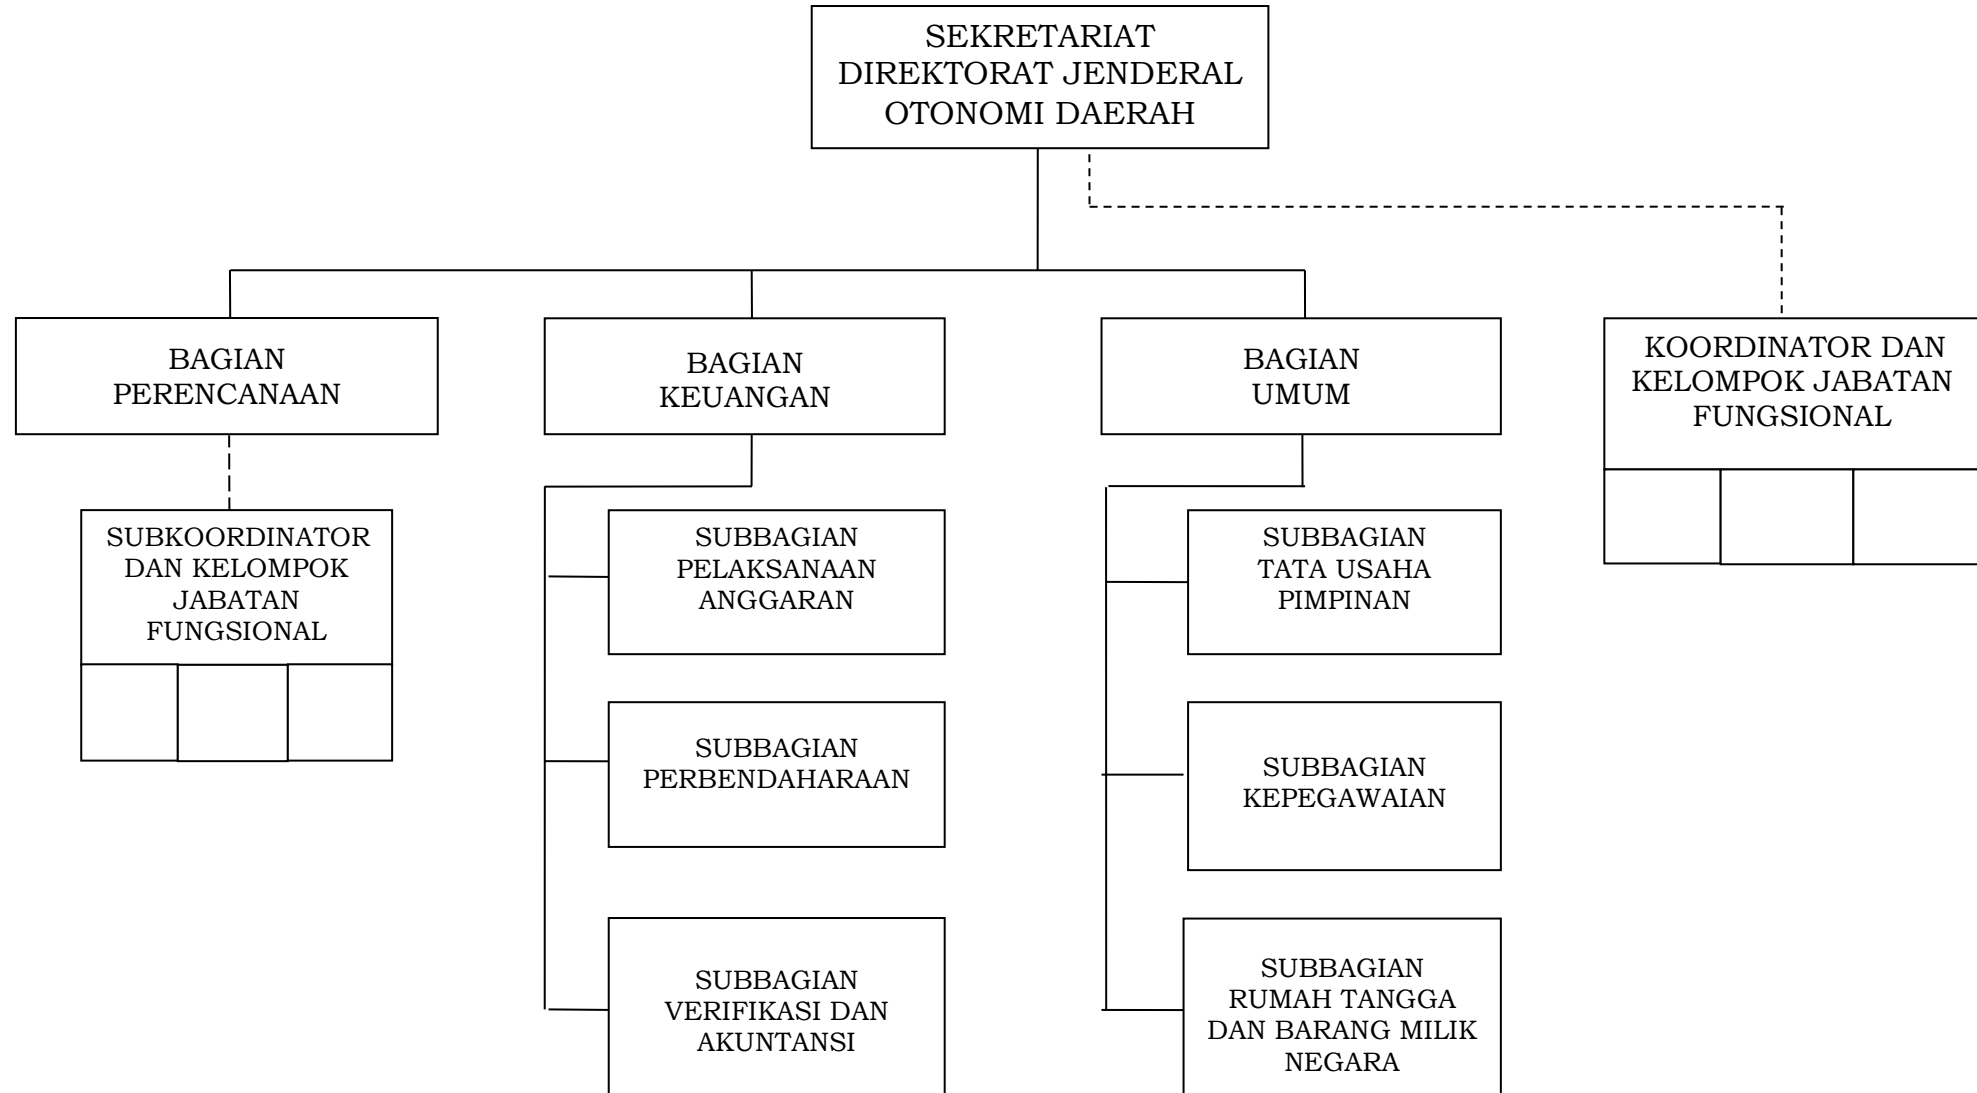 SEKRETARIAT
DIREKTORAT JENDERAL
OTONOMI DAERAH
BAGIAN
PERENCANAAN
BAGIAN
KEUANGAN
BAGIAN
UMUM
KOORDINATOR DAN
KELOMPOK JABATAN
FUNGSIONAL
SUBKOORDINATOR
DAN KELOMPOK
JABATAN
FUNGSIONAL
SUBBAGIAN
PELAKSANAAN
ANGGARAN
SUBBAGIAN
TATA USAHA
PIMPINAN
SUBBAGIAN
PERBENDAHARAAN
SUBBAGIAN
KEPEGAWAIAN
SUBBAGIAN
VERIFIKASI DAN
AKUNTANSI
SUBBAGIAN
RUMAH TANGGA
DAN BARANG MILIK
NEGARA